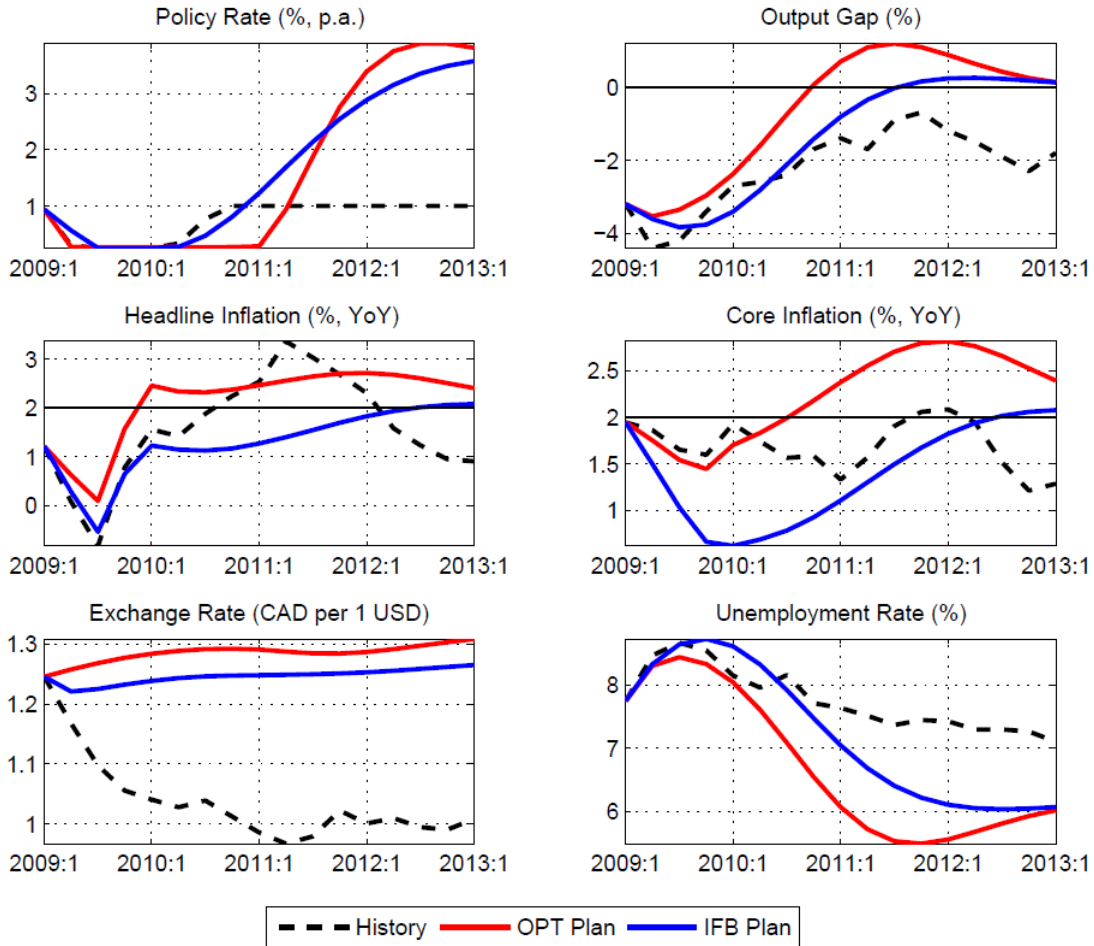 Policy Rate (%, p.a.)
3
2
1
2009:1 2010:1 2011:1 2012:1 2013:1
Output Gap (%)
0
−2
−4
2009:1 2010:1 2011:1 2012:1 2013:1
Headline Inflation (%, YoY)
3
2
1
0
2009:1 2010:1 2011:1 2012:1 2013:1
Core Inflation (%, YoY)
2.5
2
1.5
1
2009:1 2010:1 2011:1 2012:1 2013:1
Exchange Rate (CAD per 1 USD)
1.3
1.2
1.1
1
2009:1 2010:1 2011:1 2012:1 2013:1
Unemployment Rate (%)
8
7
6
2009:1 2010:1 2011:1 2012:1 2013:1
History OPT Plan IFB Plan